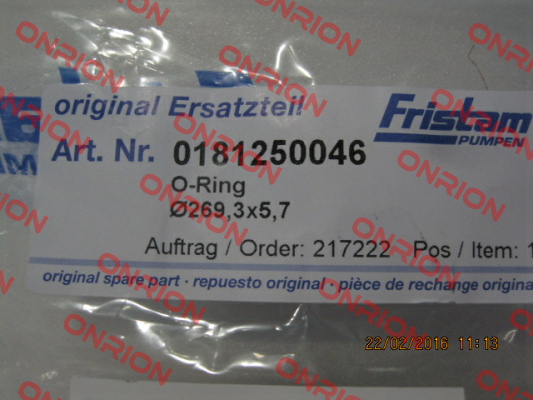 original Ersatzteil
Fristam
PUMPEN
Art. Nr. 0181250046
O-Ring
Ø269,3x5,7
Auftrag / Order: 217222 Pos / Item: 1
original spare part · repuesto original · pièce de rechange origina
22/02/2016 11:13
ONRION